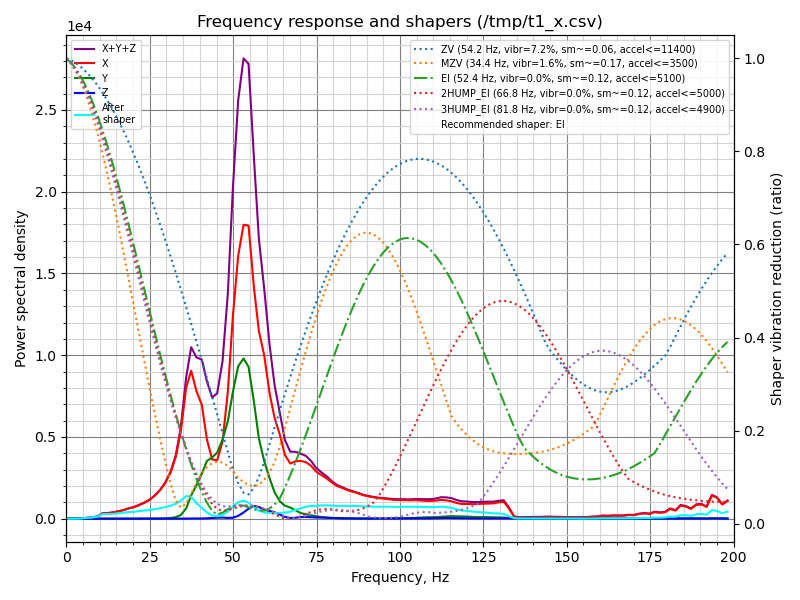 Frequency response and shapers (/tmp/t1_x.csv)
1e4
X+Y+Z
X
Y
Z
After
shaper
ZV (54.2 Hz, vibr=7.2%, sm~=0.06, accel<=11400)
MZV (34.4 Hz, vibr=1.6%, sm~=0.17, accel<=3500)
EI (52.4 Hz, vibr=0.0%, sm~=0.12, accel<=5100)
2HUMP_EI (66.8 Hz, vibr=0.0%, sm~=0.12, accel<=5000)
3HUMP_EI (81.8 Hz, vibr=0.0%, sm~=0.12, accel<=4900)
Recommended shaper: EI
Power spectral density
2.5
2.0
1.5
1.0
0.5
0.0
1.0
0.8
0.6
0.4
0.2
0.0
Shaper vibration reduction (ratio)
0 25 50 75 100 125 150 175 200
Frequency, Hz